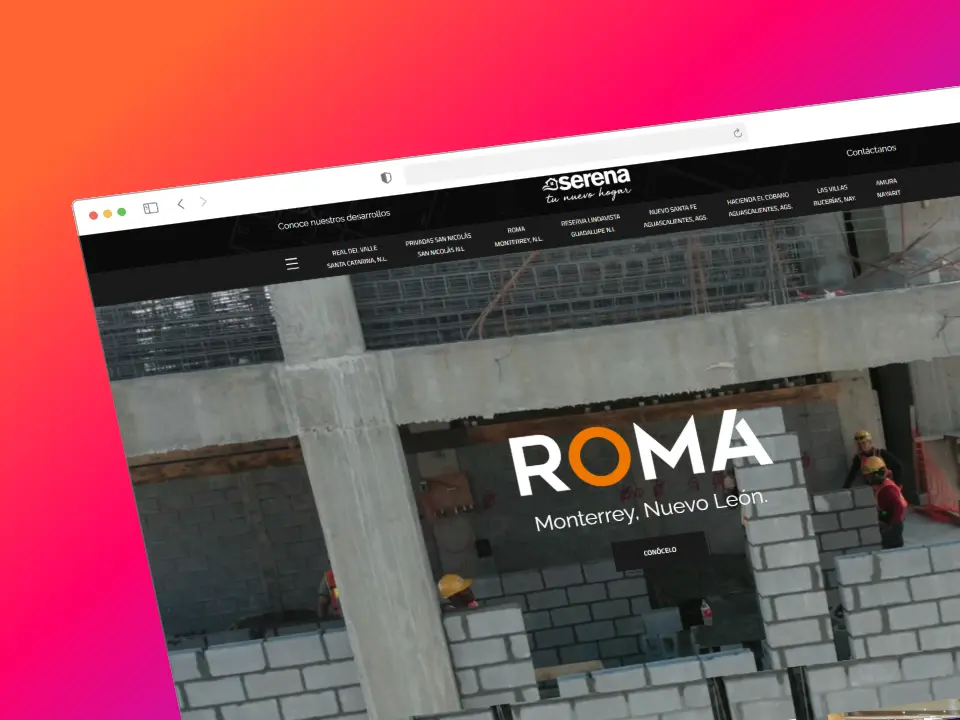 Contáctanos
serena
tu nuevo hogar
Conoce nuestros desarrollos
REAL DEL VALLE
SANTA CATARINA, N.L.
PRIVADAS SAN NICOLÁS
SAN NICOLÁS N.L.
ROMA
MONTERREY, N.L.
RESERVA LINDAVISTA
GUADALUPE N.L.
NUEVO SANTA FE
AGUASCALIENTES, AGS.
HACIENDA EL COBANO
AGUASCALIENTES, AGS.
LAS VILLAS
BUCERÍAS, NAY.
AMURA
NAYARIT
ROMA
Monterrey, Nuevo León.
CONÓCELO